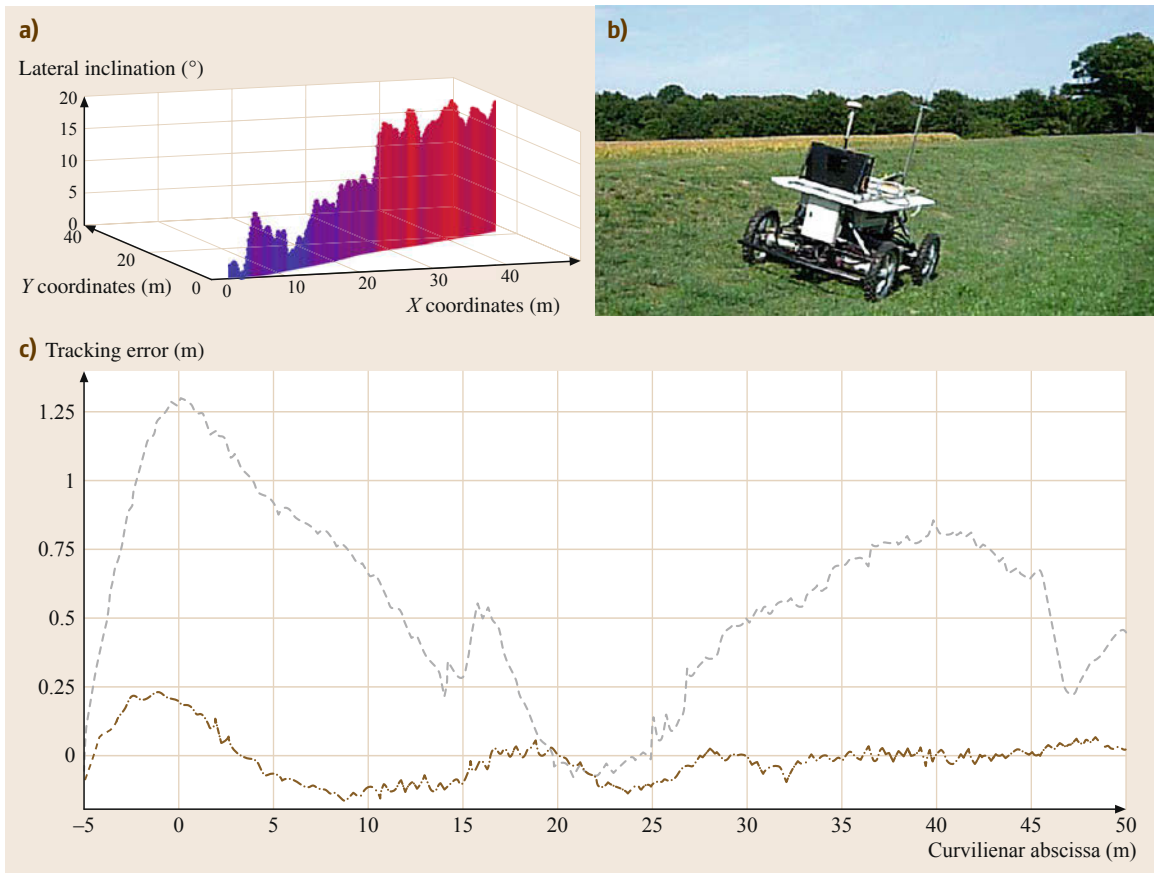 a)
Lateral inclination (°)
20
15
10
5
0
40
20
0
Y coordinates (m)
0
10
20
30
40
X coordinates (m)
b)
c) Tracking error (m)
1.25
1
0.75
0.5
0.25
0
–5 0 5 10 15 20 25 30 35 40 45 50
Curvilienar abscissa (m)